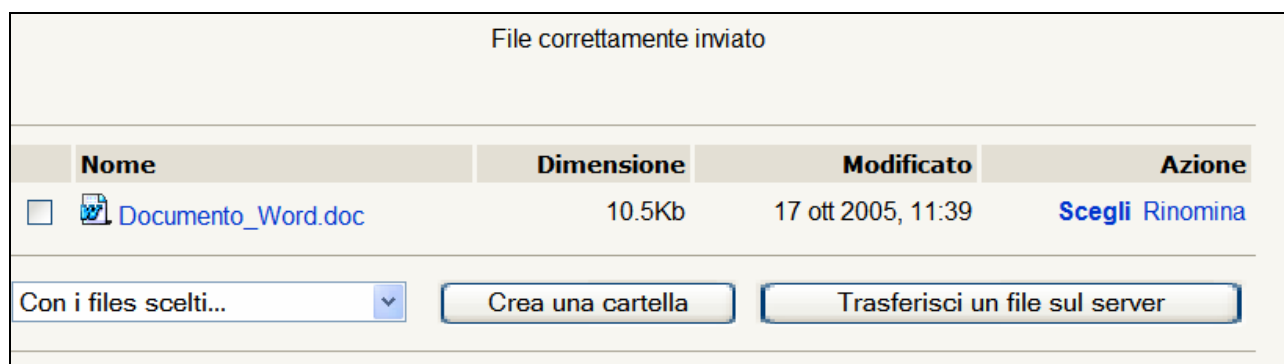 File correttamente inviato
Nome Dimensione Modificato Azione
Documento_Word.doc 10.5Kb 17 ott 2005, 11:39 Scegli Rinomina
Con i files scelti... Crea una cartella Trasferisci un file sul server